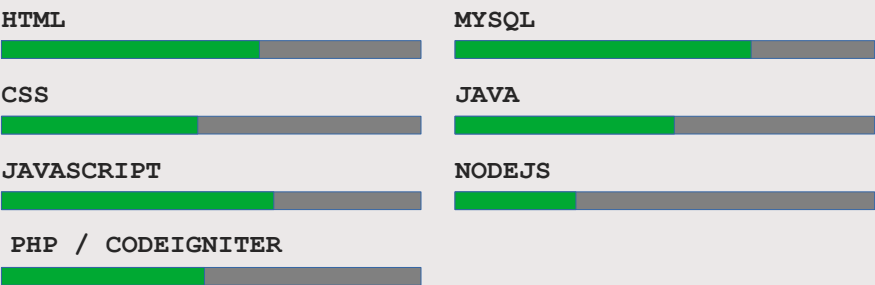 HTML
MYSQL
CSS
JAVA
JAVASCRIPT
NODEJS
PHP / CODEIGNITER